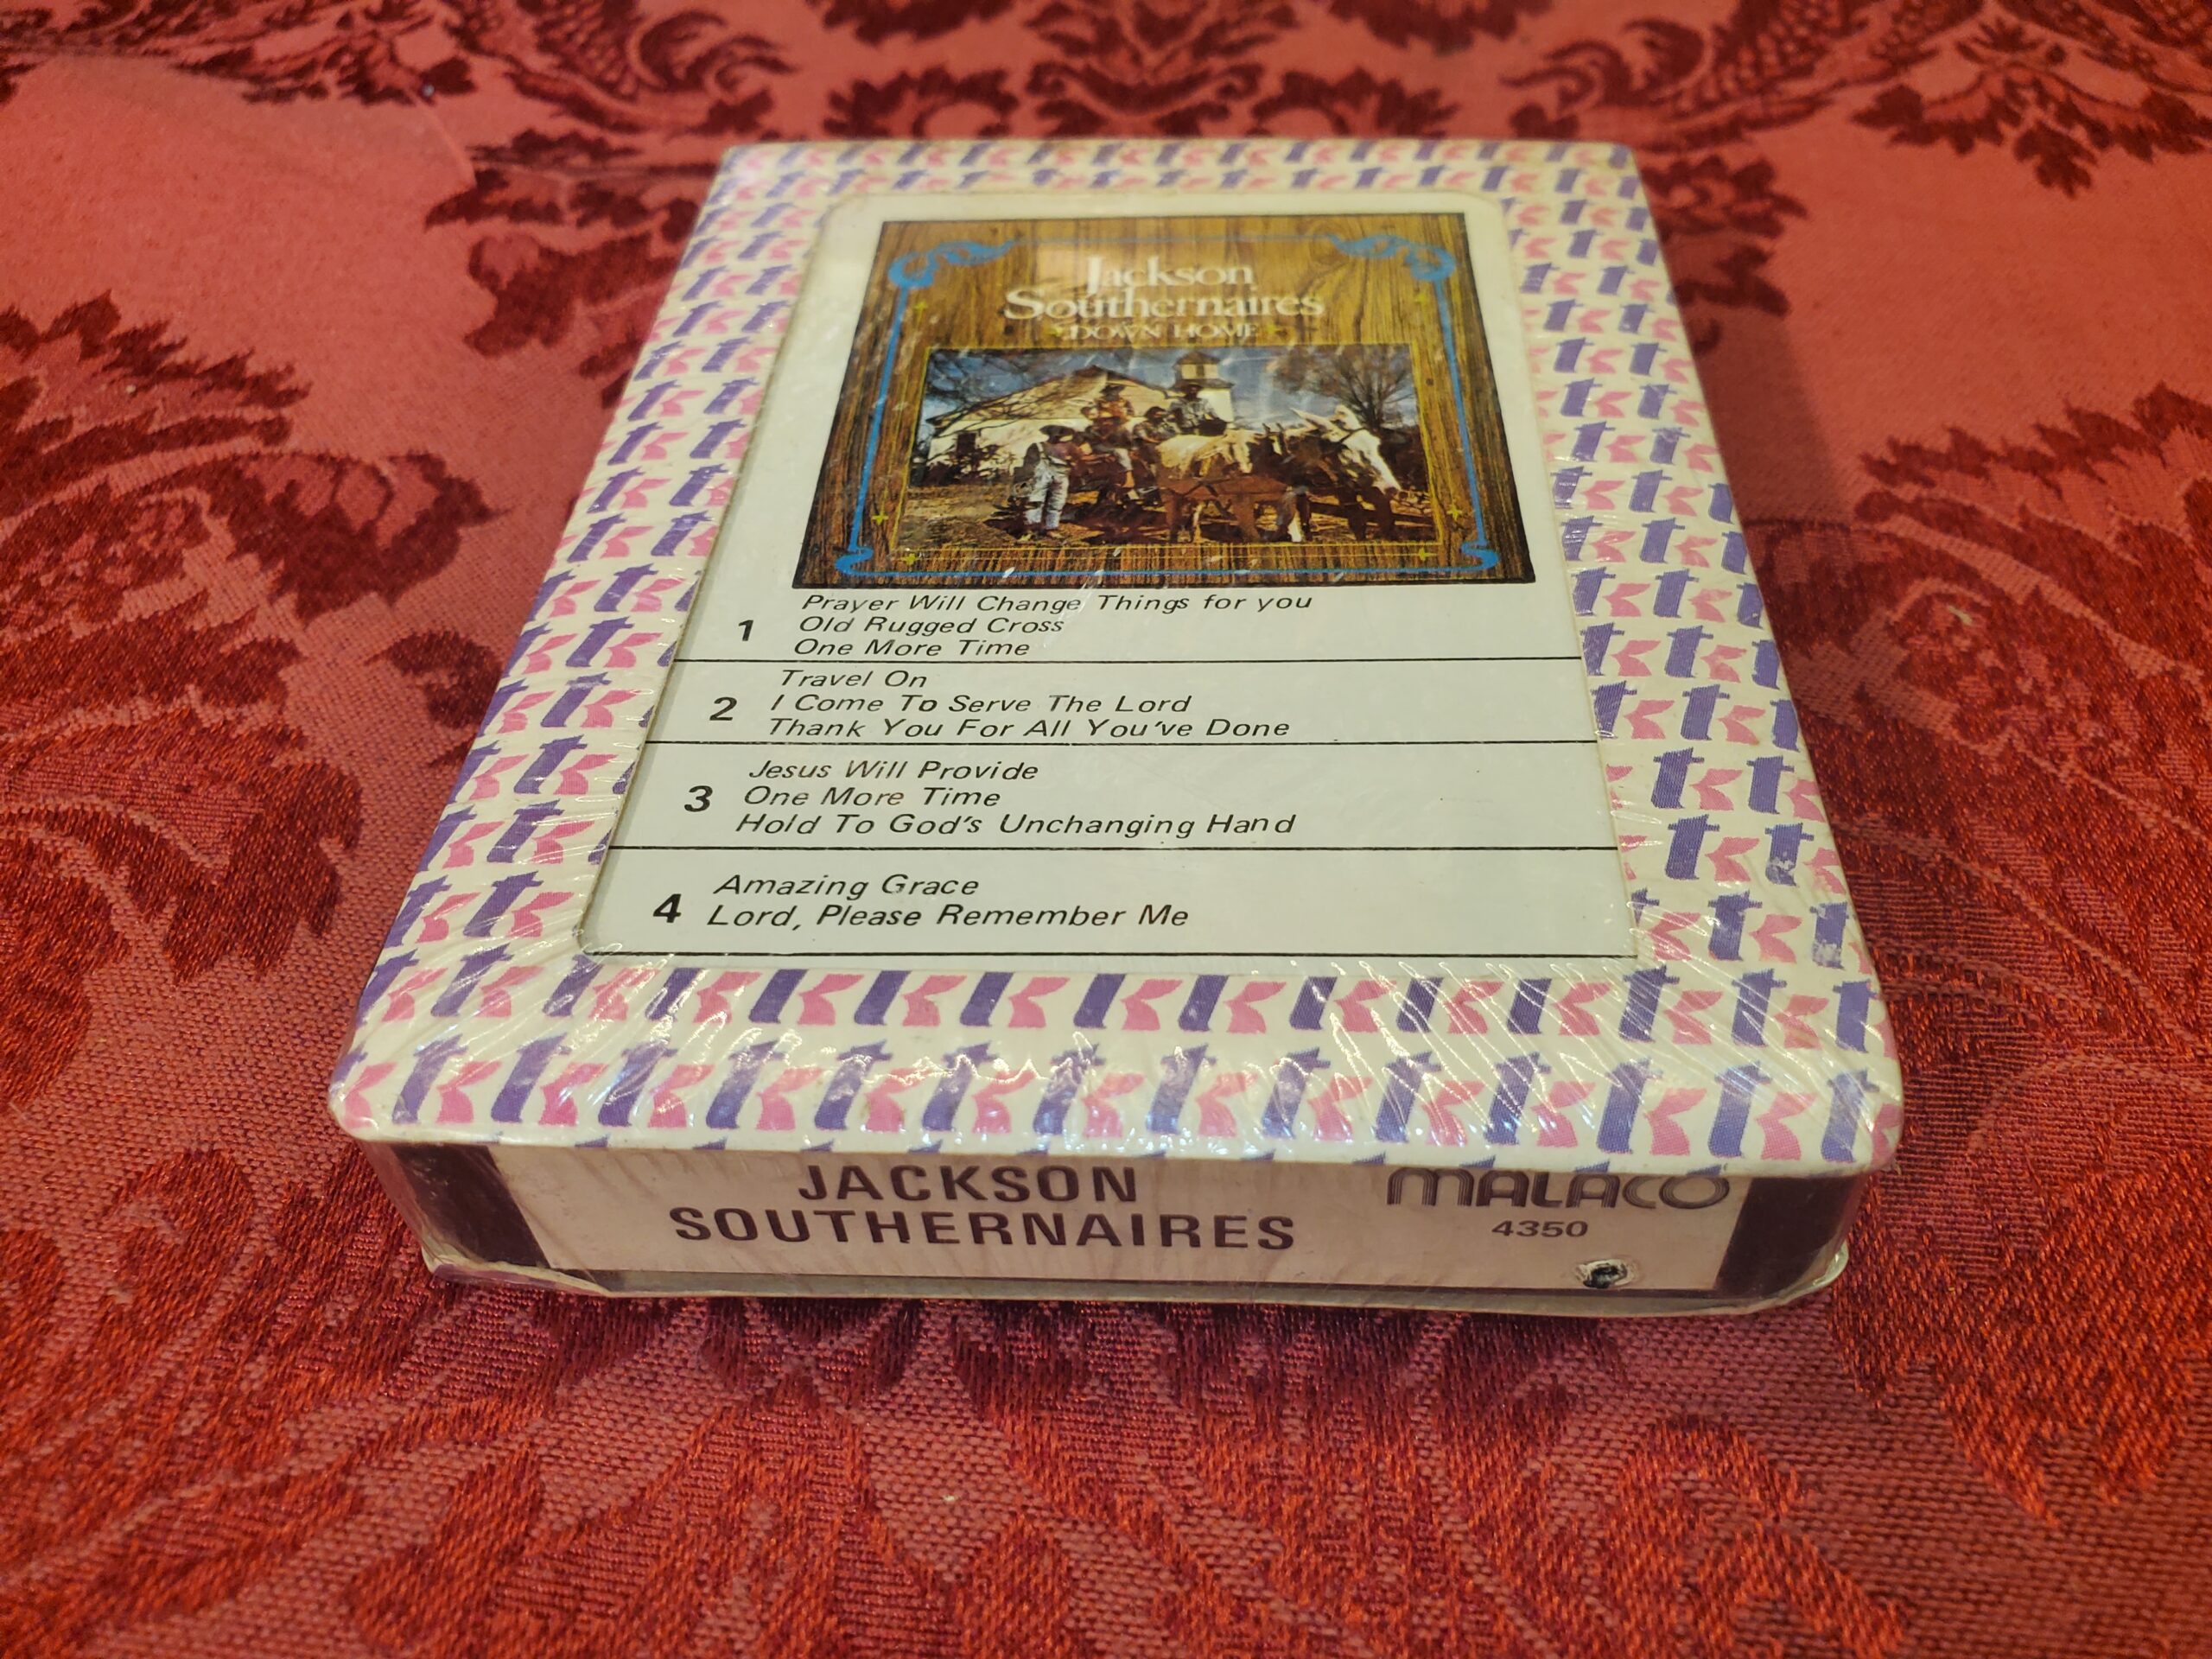 Jackson
Southernaires
DOWN HOME
1
Prayer Will Change Things for you
Old Rugged Cross
One More Time
2
Travel On
I Come To Serve The Lord
Thank You For All You've Done
3
Jesus Will Provide
One More Time
Hold To God's Unchanging Hand
4
Amazing Grace
Lord, Please Remember Me
JACKSON
SOUTHERNAIRES
MALACO
4350